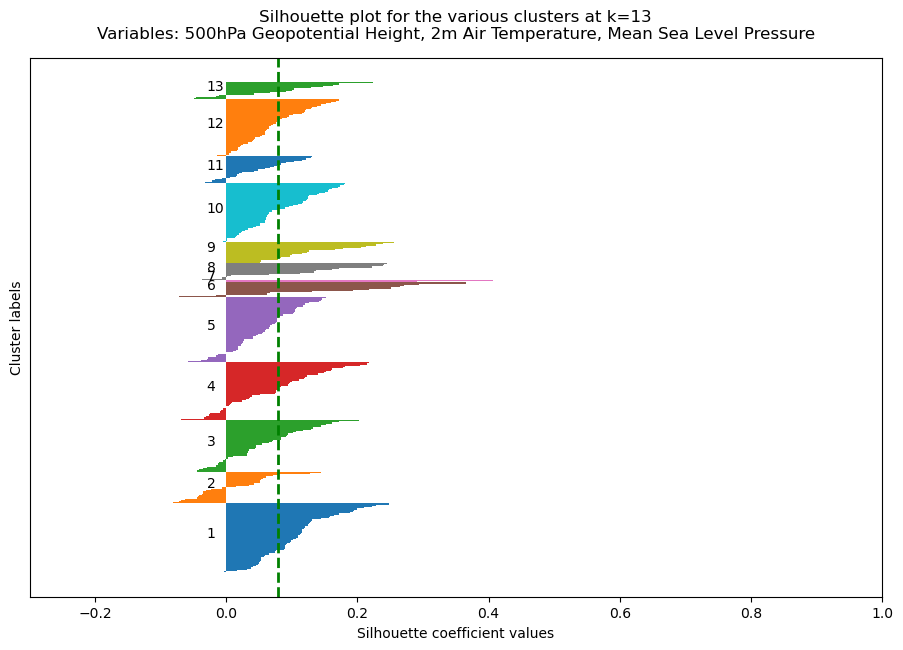 Silhouette plot for the various clusters at k=13
Variables: 500hPa Geopotential Height, 2m Air Temperature, Mean Sea Level Pressure
Cluster labels
13
12
11
10
9
8
7
6
5
4
3
2
1
−0.2 0.0 0.2 0.4 0.6 0.8 1.0
Silhouette coefficient values